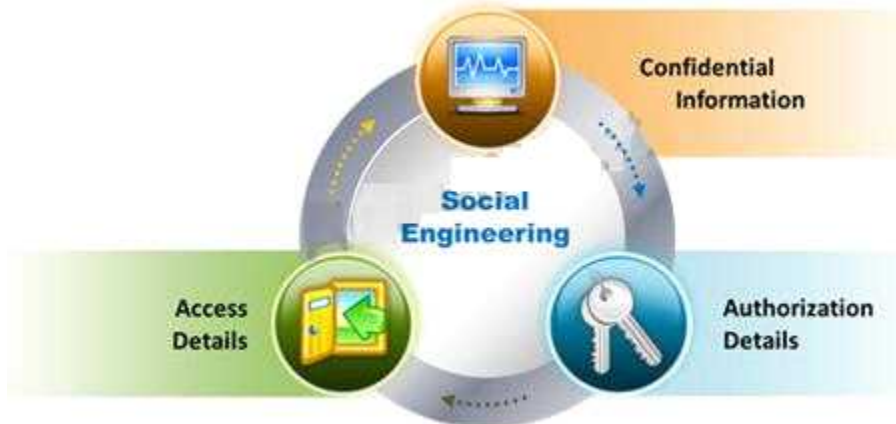 Confidential
Information
Social
Engineering
Access
Details
Authorization
Details